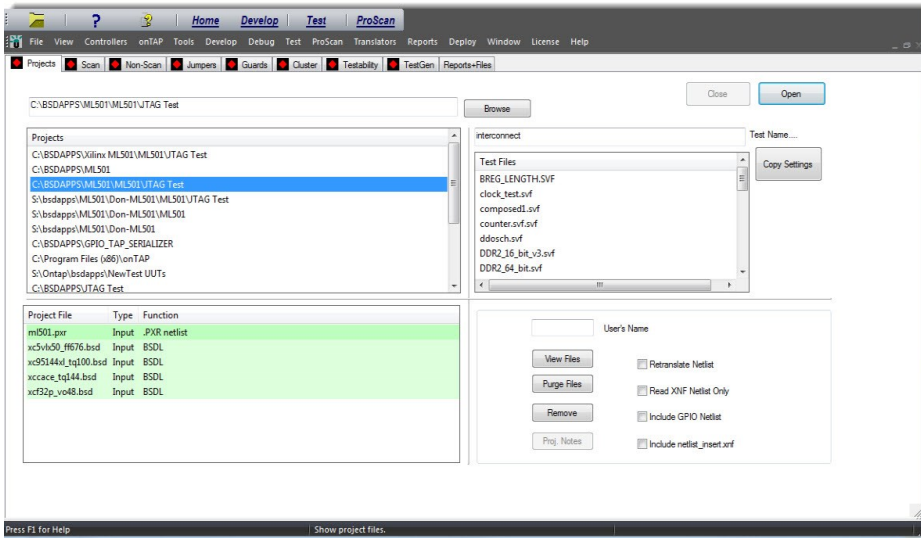 ? ? Home Develop Test ProScan
File View Controllers onTAP Tools Develop Debug Test ProScan Translators Reports Deploy Window License Help
Projects Scan Non-Scan Jumpers Guards Cluster Testability TestGen Reports+Files
Close Open
C:\BSDAPPS\ML501\ML501\JTAG Test Browse
Projects
C:\BSDAPPS\Xilinx ML501\ML501\JTAG Test
C:\BSDAPPS\ML501
C:\BSDAPPS\ML501\ML501\JTAG Test
S:\bsdapps\ML501\Don-ML501\ML501\JTAG Test
S:\bsdapps\ML501\Don-ML501\ML501
S:\bsdapps\ML501\Don-ML501
C:\BSDAPPS\GPIO_TAP_SERIALIZER
C:\Program Files (x86)\onTAP
S:\Ontap\bsdapps\NewTest UUTs
C:\BSDAPPS\JTAG Test
interconnect Test Name....
Test Files
BREG_LENGTH.SVF
clock_test.svf
composed1.svf
counter.svf.svf
ddosch.svf
DDR2_16_bit_v3.svf
DDR2_64_bit.svf
Copy Settings
Project File Type Function
ml501.pxr Input .PXR netlist
xc5vlx50_ff676.bsd Input BSDL
xc95144xl_tq100.bsd Input BSDL
xccace_tq144.bsd Input BSDL
xcf32p_vo48.bsd Input BSDL
User's Name
View Files Retranslate Netlist
Purge Files Read XNF Netlist Only
Remove Include GPIO Netlist
Proj. Notes Include netlist_insert.xnf
Press F1 for Help Show project files.